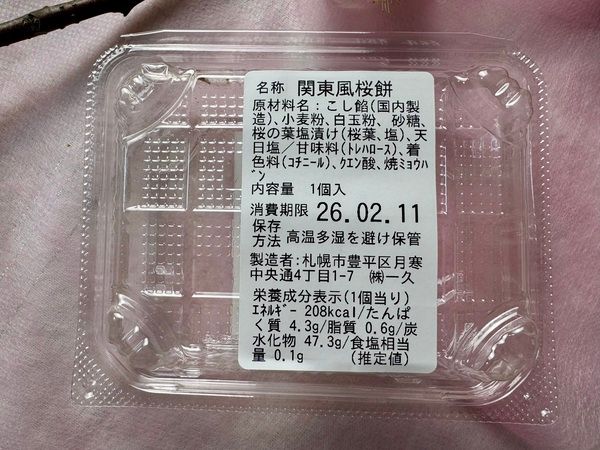 名称 関東風桜餅
原材料名:こし餡(国内製
造)、小麦粉、白玉粉、砂糖、
桜の葉塩漬け(桜葉、塩)、天
日塩/甘味料(トレハロース)、着
色料(コチニール)、クエン酸、焼ミョウバ
ン
内容量 1個入
消費期限 26.02.11
保存
方法 高温多湿を避け保管
製造者:札幌市豊平区月寒
中央通4丁目1-7 ㈱一久
栄養成分表示(1個当り)
エネルギー 208kcal/たんぱ
く質 4.3g/脂質 0.6g/炭
水化物 47.3g/食塩相当
量 0.1g (推定値)